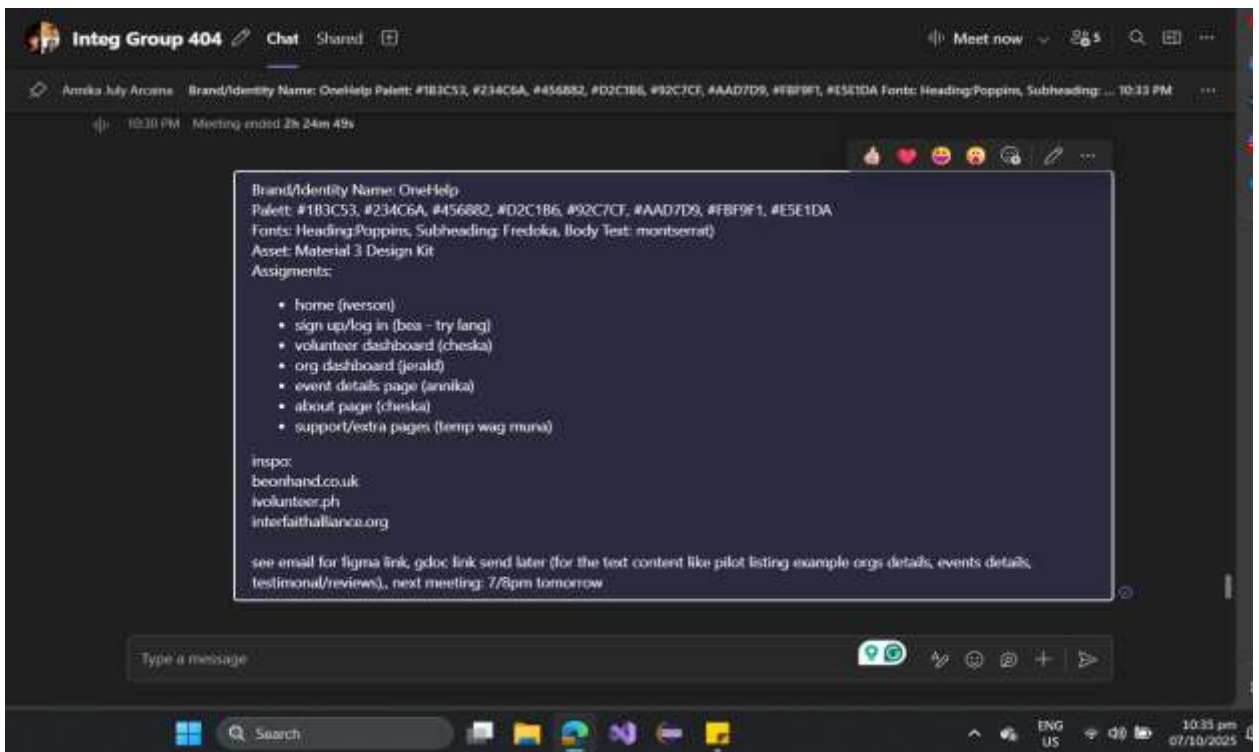 Integ Group 404 Chat Shared Meet now 5
Annika July Arcaina Brand/Identity Name: OneHelp Palett: #1B3C53, #234C6A, #456882, #D2C1B6, #92C7CF, #AAD7D9, #FBF9F1, #E5E1DA Fonts: Heading:Poppins, Subheading: ... 10:33 PM
10:30 PM Meeting ended 2h 24m 49s
Brand/Identity Name: OneHelp
Palett: #1B3C53, #234C6A, #456882, #D2C1B6, #92C7CF, #AAD7D9, #FBF9F1, #E5E1DA
Fonts: Heading:Poppins, Subheading: Fredoka, Body Text: montserrat)
Asset: Material 3 Design Kit
Assigments:
• home (iverson)
• sign up/log in (bea - try lang)
• volunteer dashboard (cheska)
• org dashboard (jerald)
• event details page (annika)
• about page (cheska)
• support/extra pages (temp wag muna)
inspo:
beonhand.co.uk
ivolunteer.ph
interfaithalliance.org
see email for figma link, gdoc link send later (for the text content like pilot listing example orgs details, events details,
testimonal/reviews),, next meeting: 7/8pm tomorrow
Type a message
Search
ENG
US
10:35 pm
07/10/2025